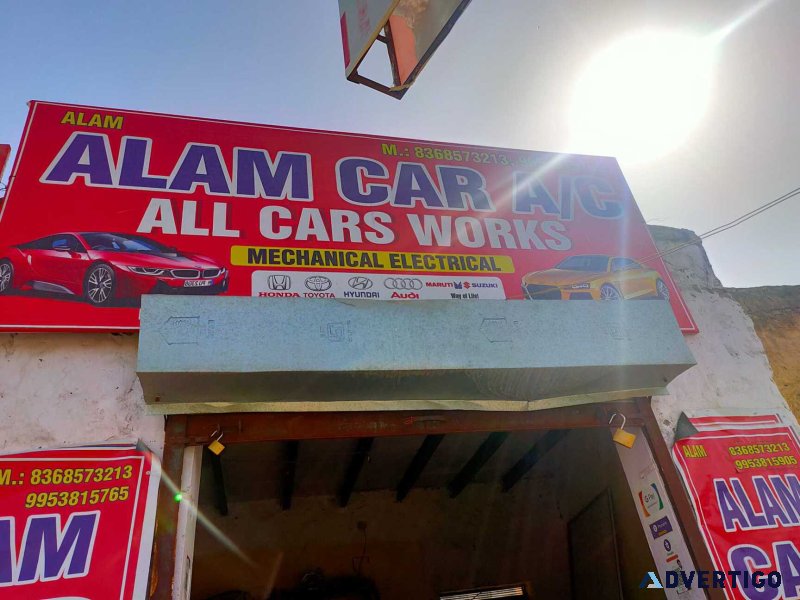 ALAM
M.: 8368573213
ALAM CAR A/C
ALL CARS WORKS
MECHANICAL ELECTRICAL
HONDA TOYOTA HYUNDAI Audi MARUTI SUZUKI
Way of Life!
M.: 8368573213
9953815765
AM
ALAM
8368573213
9953815905
ALAM
CA
G Pay
ADVERTIGO